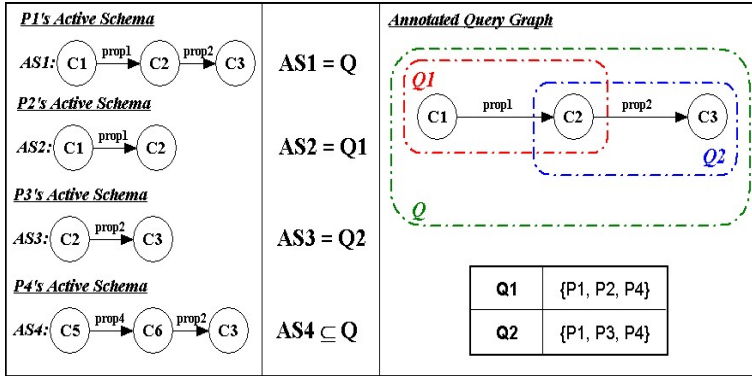 P1's Active Schema
AS1: C1 prop1 C2 prop2 C3
P2's Active Schema
AS2: C1 prop1 C2
P3's Active Schema
AS3: C2 prop2 C3
P4's Active Schema
AS4: C5 prop4 C6 prop2 C3
AS1 = Q
AS2 = Q1
AS3 = Q2
AS4 ⊆ Q
Annotated Query Graph
Q1
C1 prop1 C2 prop2 C3
Q2
Q
Q1 {P1, P2, P4}
Q2 {P1, P3, P4}